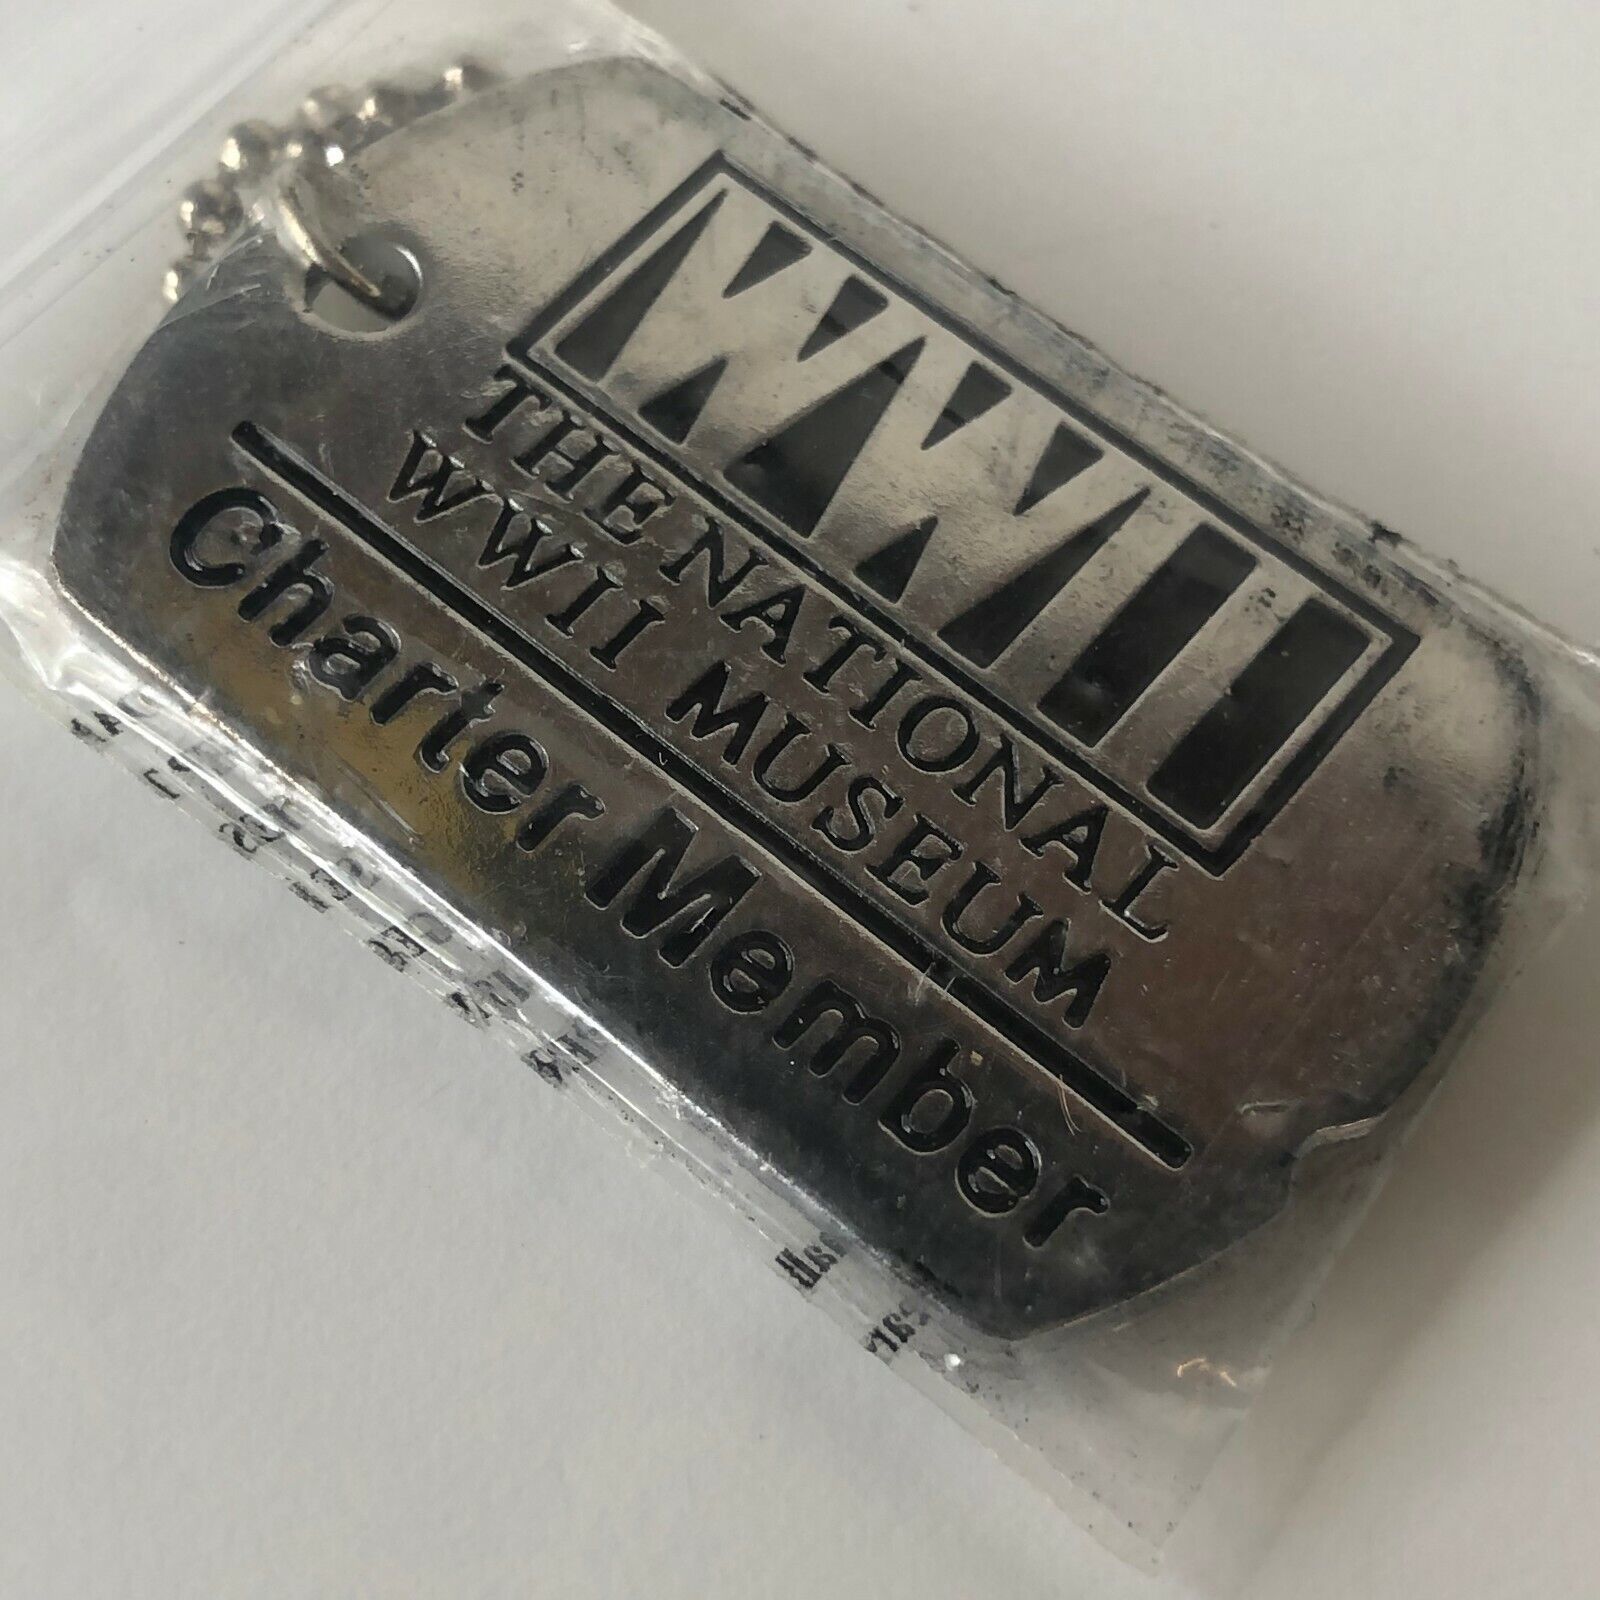 WWII
THE NATIONAL
WWII MUSEUM
Charter Member